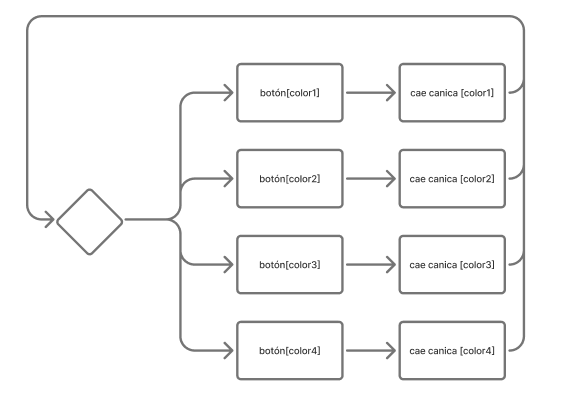 botón[color1]
cae canica [color1]
botón[color2]
cae canica [color2]
botón[color3]
cae canica [color3]
botón[color4]
cae canica [color4]